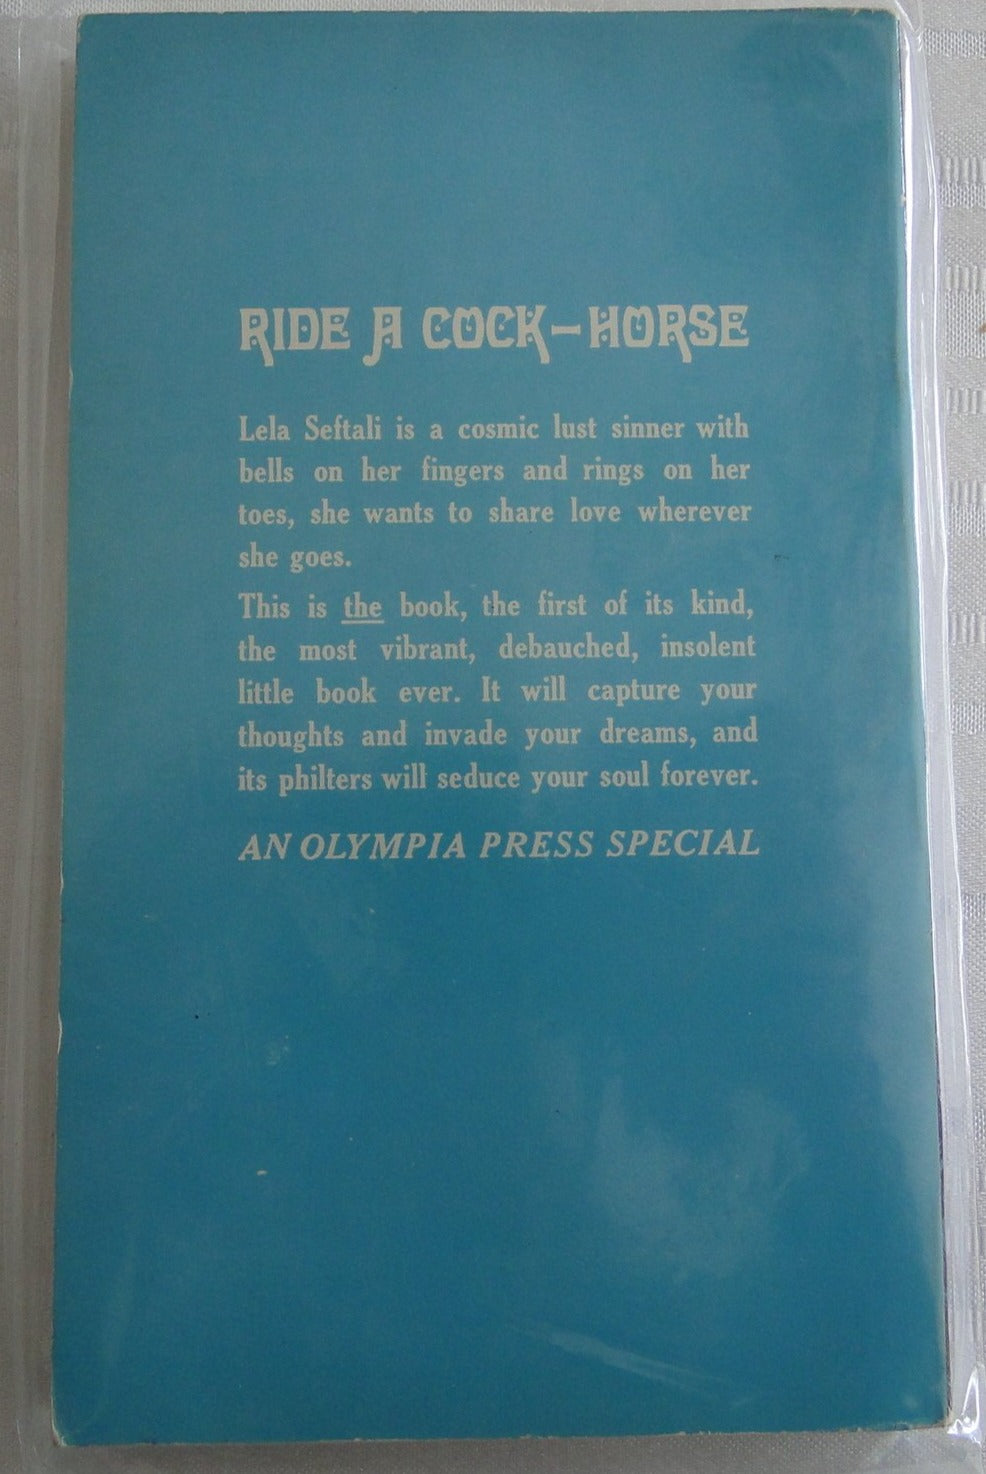 RIDE A COCK-HORSE
Lela Seftali is a cosmic lust sinner with
bells on her fingers and rings on her
toes, she wants to share love wherever
she goes.
This is the book, the first of its kind,
the most vibrant, debauched, insolent
little book ever. It will capture your
thoughts and invade your dreams, and
its philters will seduce your soul forever.
AN OLYMPIA PRESS SPECIAL